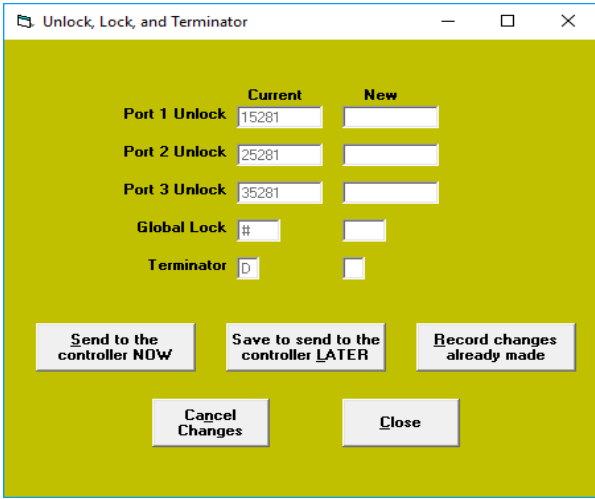 Unlock, Lock, and Terminator
Current New
Port 1 Unlock 15281
Port 2 Unlock 25281
Port 3 Unlock 35281
Global Lock #
Terminator D
Send to the
controller NOW
Save to send to the
controller LATER
Record changes
already made
Cancel
Changes
Close